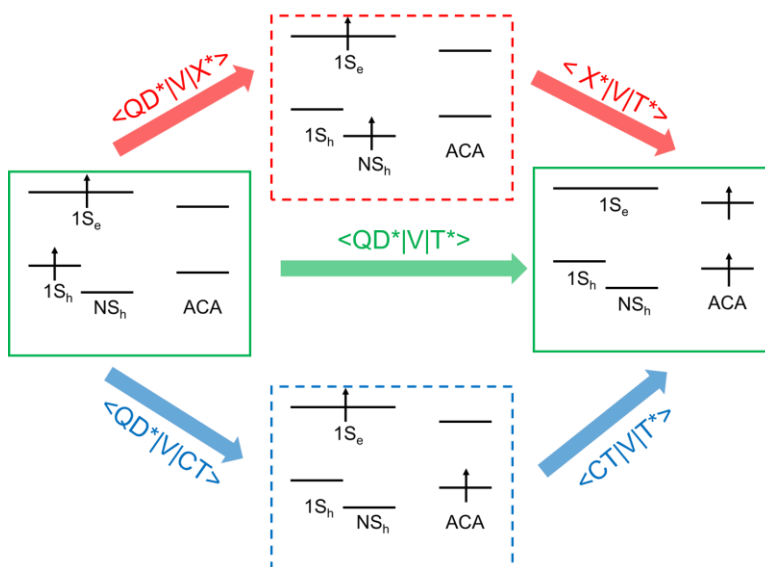 <QD*|V|X*>
1Sₑ
1Sₕ
NSₕ
ACA
< X*|V|T*>
1Sₑ
1Sₕ
NSₕ
ACA
<QD*|V|T*>
1Sₑ
1Sₕ
NSₕ
ACA
<QD*|V|CT>
1Sₑ
1Sₕ
NSₕ
ACA
<CT|V|T*>